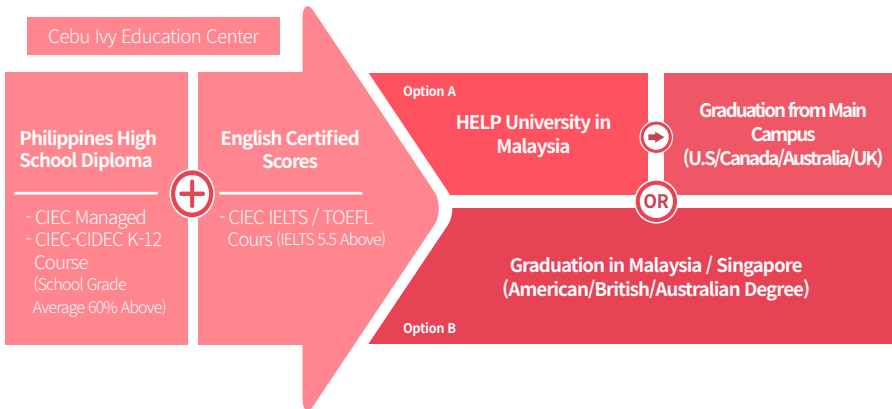 Cebu Ivy Education Center
Philippines High
School Diploma
- CIEC Managed
- CIEC-CIDEC K-12
Course
(School Grade
Average 60% Above)
English Certified
Scores
- CIEC IELTS / TOEFL
Cours (IELTS 5.5 Above)
Option A
HELP University in
Malaysia
Graduation from Main
Campus
(U.S/Canada/Australia/UK)
OR
Graduation in Malaysia / Singapore
(American/British/Australian Degree)
Option B